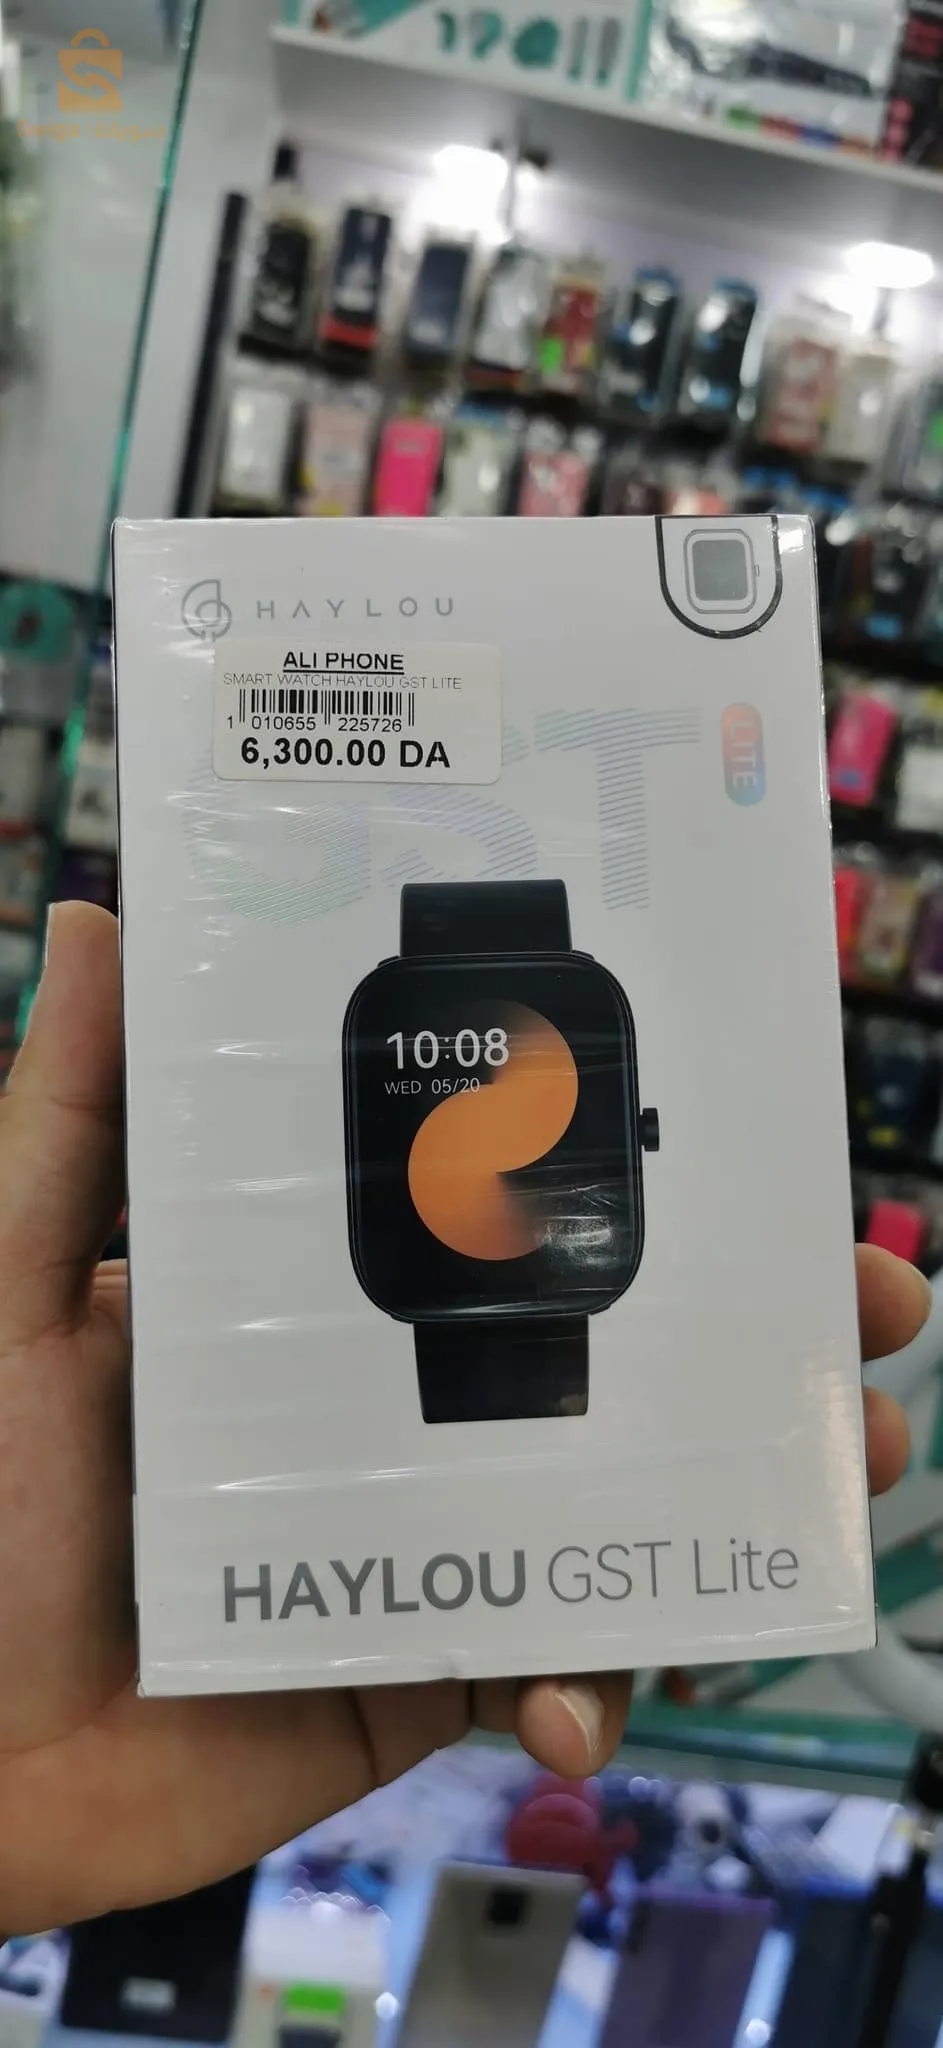 HAYLOU
ALI PHONE
SMART WATCH HAYLOU GST LITE
1 010655 225726
6,300.00 DA
GST
LITE
10:08
WED 05/20
HAYLOU GST Lite